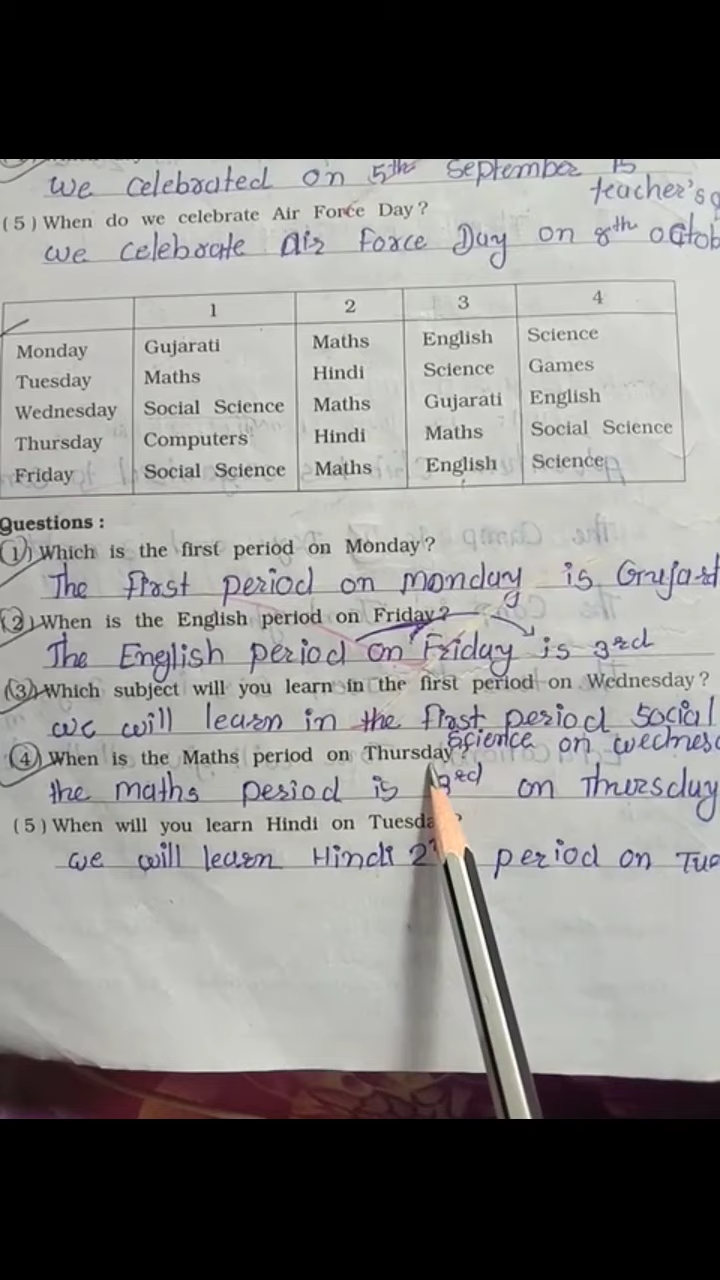 We celebrated on 5th September is
teacher's
(5) When do we celebrate Air Force Day?
we celebrate Air Force Day on 8th
1 2 3 4
Monday Gujarati Maths English Science
Tuesday Maths Hindi Science Games
Wednesday Social Science Maths Gujarati English
Thursday Computers Hindi Maths Social Science
Friday Social Science Maths English Science
Questions :
(1) Which is the first period on Monday?
The first period on monday is
(2) When is the English period on Friday?
The English period on Friday is 3rd
(3) Which subject will you learn in the first period on Wednesday?
we will learn in the first period Social
Science on
(4) When is the Maths period on Thursday?
the maths period is 3rd on Thursday
(5) When will you learn Hindi on
we will learn Hindi period on